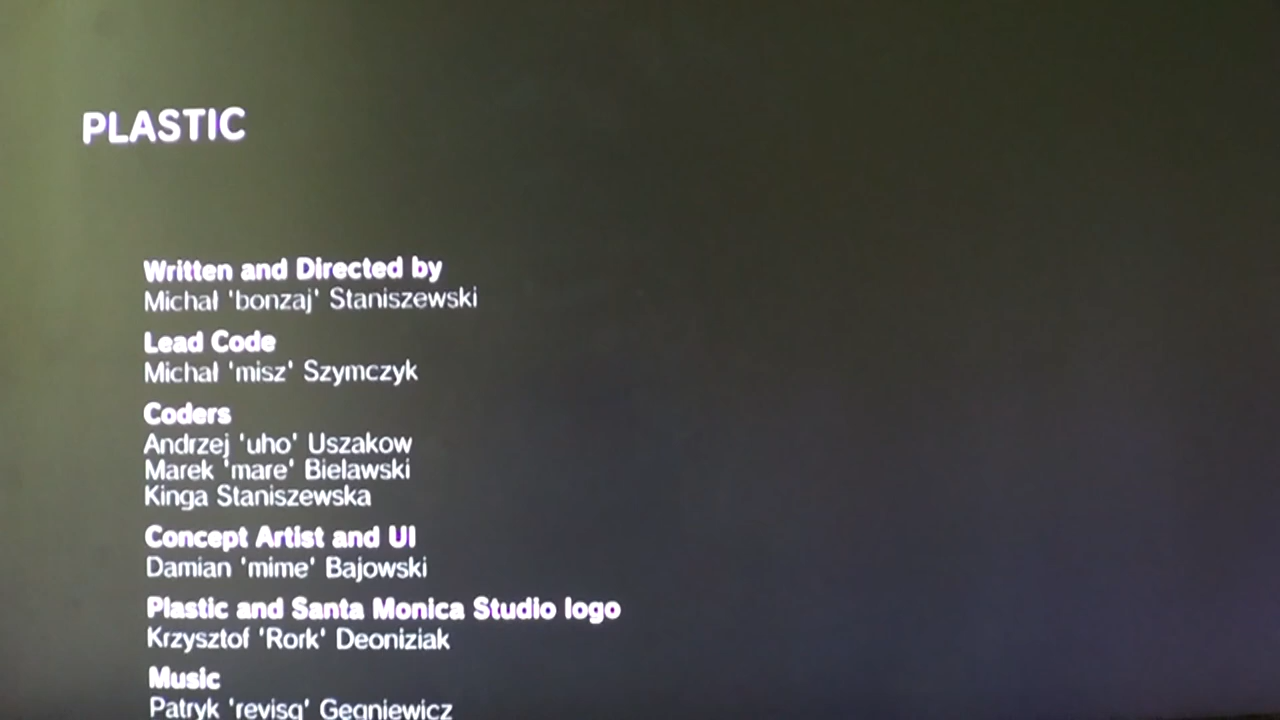 PLASTIC
Written and Directed by
Michał 'bonzaj' Staniszewski
Lead Code
Michał 'misz' Szymczyk
Coders
Andrzej 'uho' Uszakow
Marek 'mare' Bielawski
Kinga Staniszewska
Concept Artist and UI
Damian 'mime' Bajowski
Plastic and Santa Monica Studio logo
Krzysztof 'Rork' Deoniziak
Music
Patryk 'revisq' Gęgniewicz